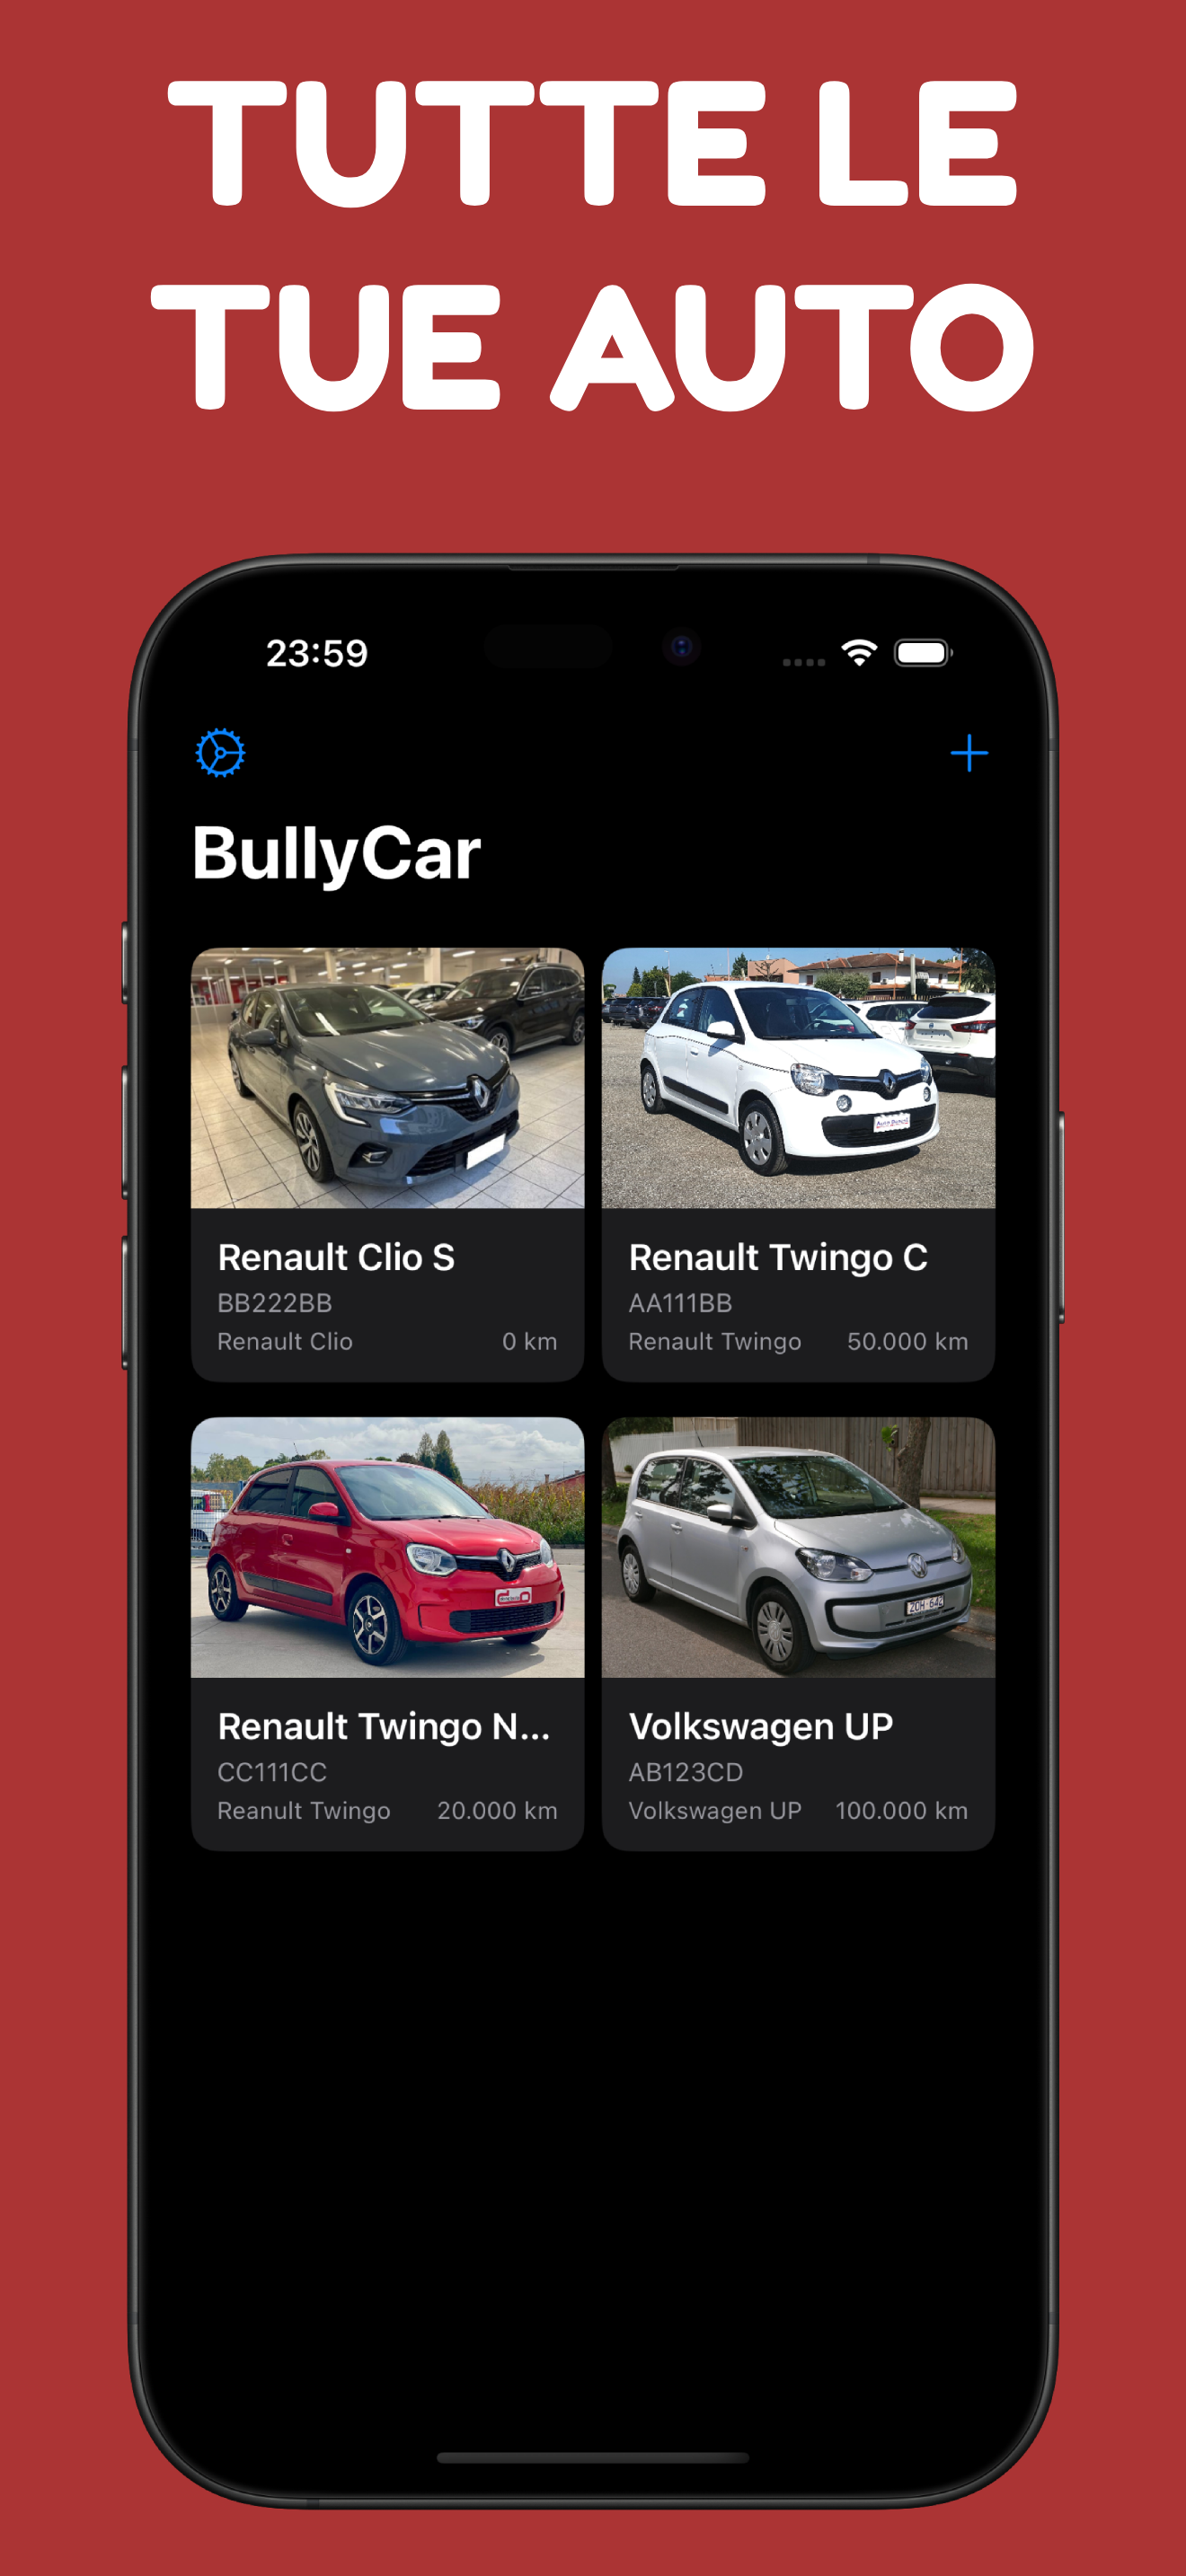 TUTTE LE
TUE AUTO
23:59
BullyCar
Renault Clio S
BB222BB
Renault Clio 0 km
Renault Twingo C
AA111BB
Renault Twingo 50.000 km
Renault Twingo N...
CC111CC
Reanult Twingo 20.000 km
Volkswagen UP
AB123CD
Volkswagen UP 100.000 km